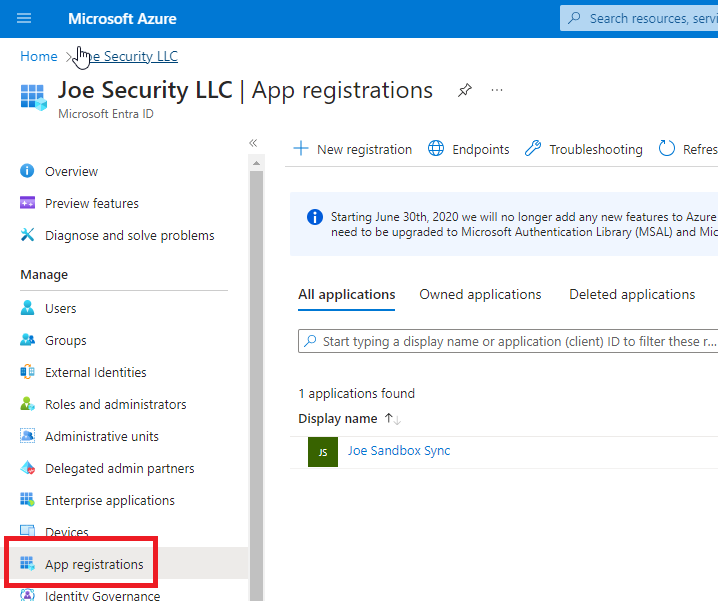 Microsoft Azure
Search resources, servi
Home > Joe Security LLC
Joe Security LLC | App registrations
Microsoft Entra ID
Overview
Preview features
Diagnose and solve problems
Manage
Users
Groups
External Identities
Roles and administrators
Administrative units
Delegated admin partners
Enterprise applications
Devices
App registrations
Identity Governance
New registration
Endpoints
Troubleshooting
Refres
Starting June 30th, 2020 we will no longer add any new features to Azure
need to be upgraded to Microsoft Authentication Library (MSAL) and Mic
All applications
Owned applications
Deleted applications
Start typing a display name or application (client) ID to filter these r...
1 applications found
Display name
JS
Joe Sandbox Sync